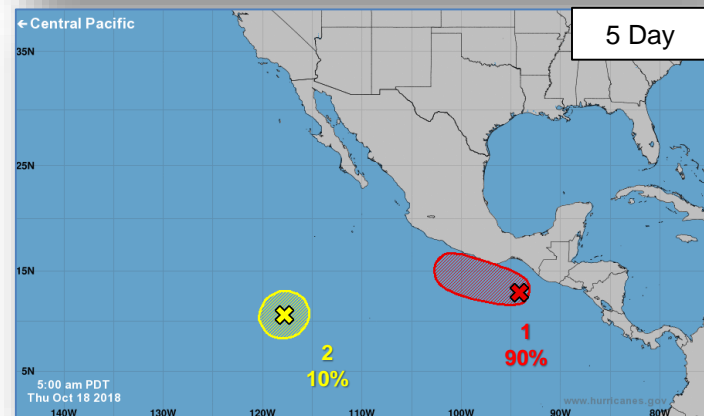 ← Central Pacific
5 Day
35N
25N
15N
5N
1
90%
2
10%
5:00 am PDT
Thu Oct 18 2018
www.hurricanes.gov
140W
130W
120W
110W
100W
90W
80W